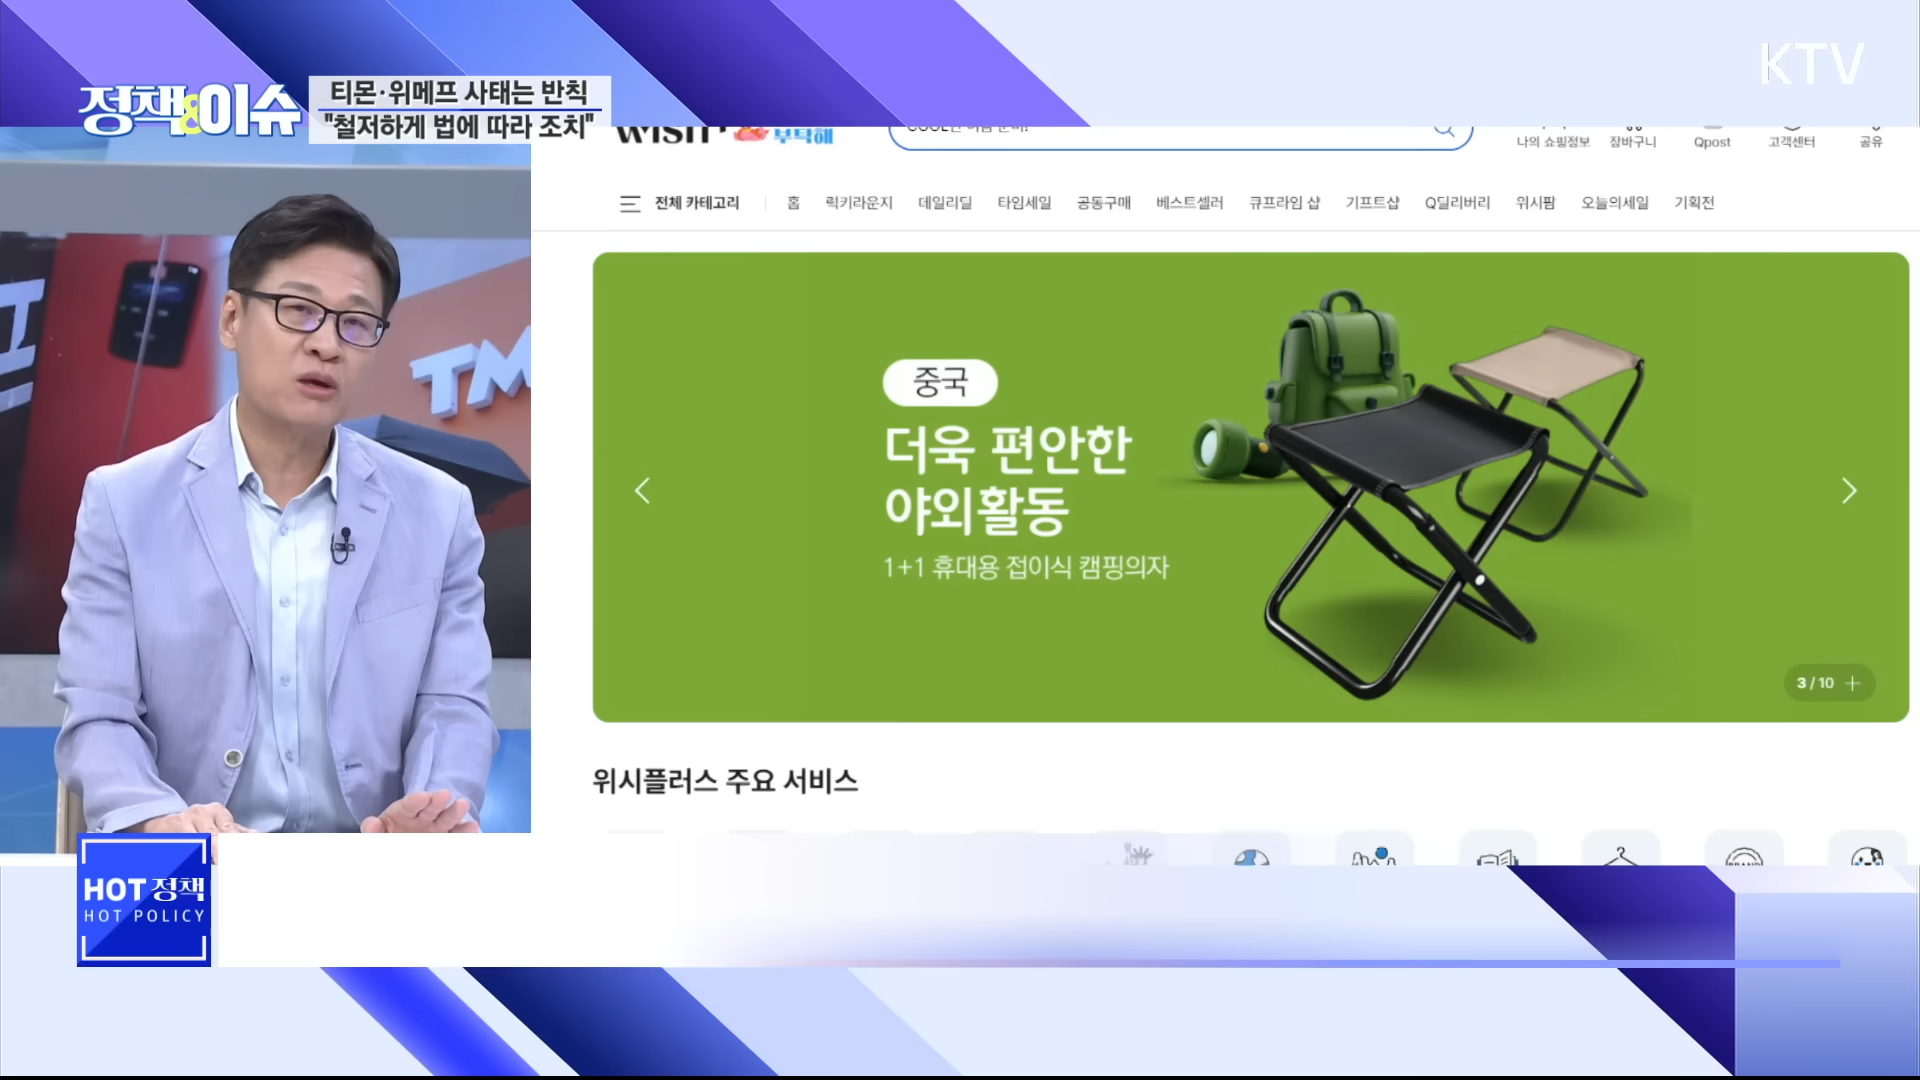 KTV
정책&이슈
티몬·위메프 사태는 반칙
"철저하게 법에 따라 조치"
WISH+
부탁해
나의 쇼핑정보 장바구니 Qpost 고객센터 공유
전체 카테고리 홈 럭키라운지 데일리딜 타임세일 공동구매 베스트셀러 큐프라임 샵 기프트샵 Q딜리버리 위시팜 오늘의세일 기획전
TM
중국
더욱 편안한
야외활동
1+1 휴대용 접이식 캠핑의자
3 / 10 +
위시플러스 주요 서비스
HOT 정책
HOT POLICY